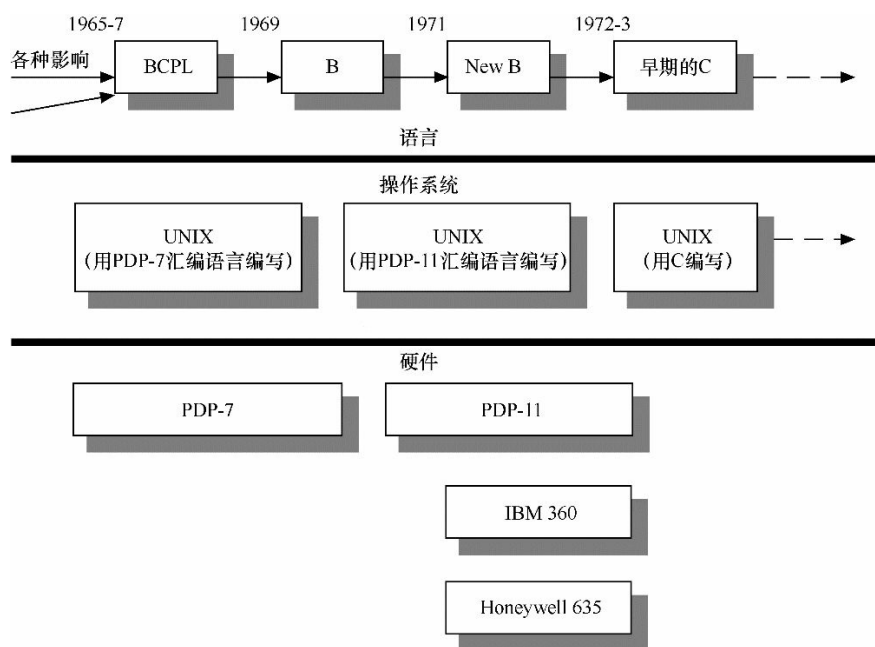 1965-7
1969
1971
1972-3
各种影响
BCPL
B
New B
早期的C
语言
操作系统
UNIX
(用PDP-7汇编语言编写)
UNIX
(用PDP-11汇编语言编写)
UNIX
(用C编写)
硬件
PDP-7
PDP-11
IBM 360
Honeywell 635